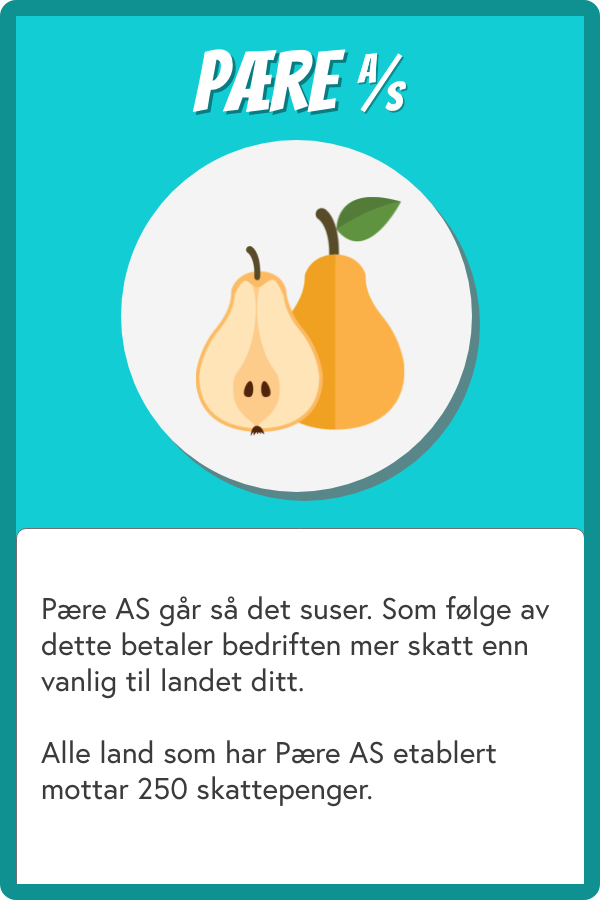 PÆRE A/S
Pære AS går så det suser. Som følge av
dette betaler bedriften mer skatt enn
vanlig til landet ditt.
Alle land som har Pære AS etablert
mottar 250 skattepenger.